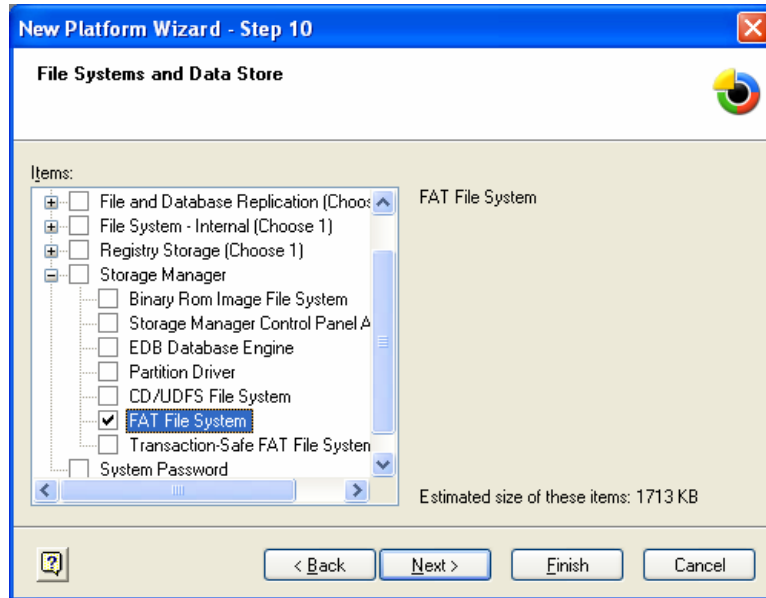 New Platform Wizard - Step 10
File Systems and Data Store
Items:
File and Database Replication (Choos
File System - Internal (Choose 1)
Registry Storage (Choose 1)
Storage Manager
Binary Rom Image File System
Storage Manager Control Panel A
EDB Database Engine
Partition Driver
CD/UDFS File System
FAT File System
Transaction-Safe FAT File System
System Password
FAT File System
Estimated size of these items: 1713 KB
< Back
Next >
Finish
Cancel